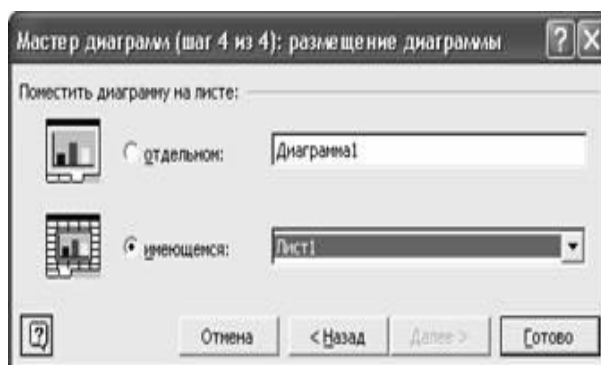 Мастер диаграмм (шаг 4 из 4): размещение диаграммы
Поместить диаграмму на листе:
отдельном: Диаграмма1
имеющемся: Лист1
Отмена < Назад Далее > Готово